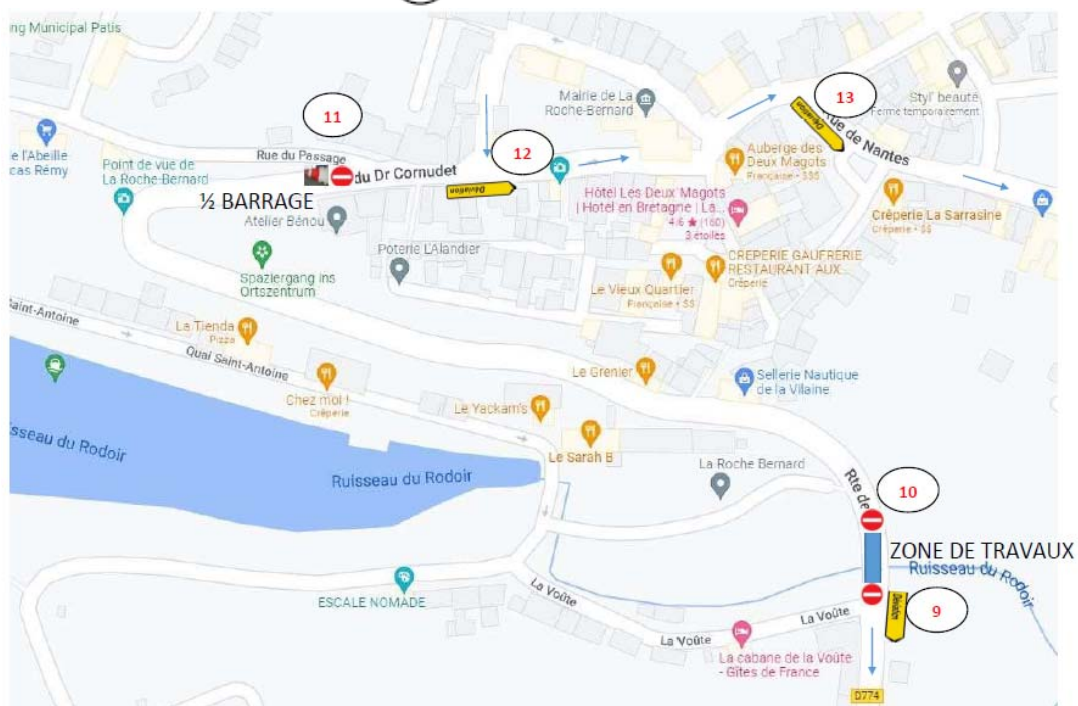 ng Municipal Patis
11
13
Mairie de La
Roche-Bernard
Styl' beauté
Ferme temporairement
Déviation
Rue de Nantes
12
e l'Abeille
cas Rémy
Point de vue de
La Roche-Bernard
Rue du Passage
du Dr Cornudet
Déviation
Auberge des
Deux Magots
Française • $$$
½ BARRAGE
Atelier Bénou
Hôtel Les Deux Magots
| Hotel en Bretagne | La...
4.6 ★ (160)
3 étoiles
Crêperie La Sarrasine
Crêperie • $$
Poterie L'Alandier
Spaziergang ins
Ortszentrum
CREPERIE GAUFRERIE
RESTAURANT AUX...
Crêperie
Le Vieux Quartier
Française • $$
Saint-Antoine
La Tienda
Pizza
Quai Saint-Antoine
Chez moi !
Crêperie
Le Grenier
Sellerie Nautique
de la Vilaine
Le Yackam's
Le Sarah B
isseau du Rodoir
Ruisseau du Rodoir
La Roche Bernard
Rte de
10
ZONE DE TRAVAUX
Ruisseau du Rodoir
ESCALE NOMADE
La Voûte
La Voûte
La Voûte
Déviation
9
La cabane de la Voûte
- Gîtes de France
D774